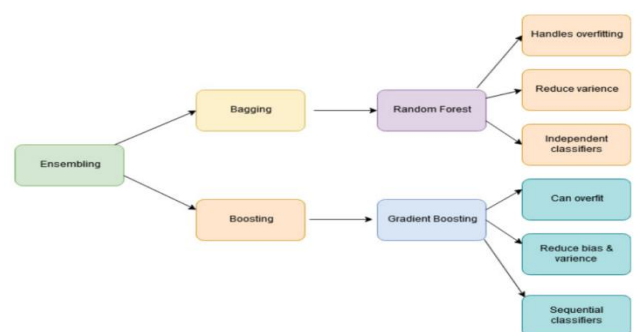 Handles overfitting
Bagging
Random Forest
Reduce varience
Independent
classifiers
Ensembling
Can overfit
Boosting
Gradient Boosting
Reduce bias &
varience
Sequential
classifiers